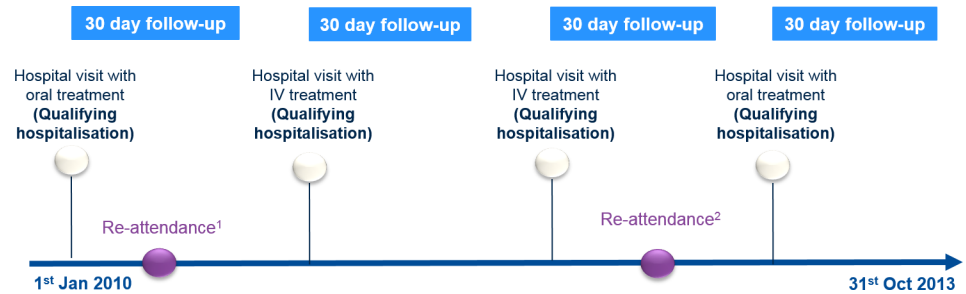 30 day follow-up
30 day follow-up
30 day follow-up
30 day follow-up
Hospital visit with
oral treatment
(Qualifying
hospitalisation)
Hospital visit with
IV treatment
(Qualifying
hospitalisation)
Hospital visit with
IV treatment
(Qualifying
hospitalisation)
Hospital visit with
oral treatment
(Qualifying
hospitalisation)
Re-attendance¹
Re-attendance²
1st Jan 2010
31st Oct 2013